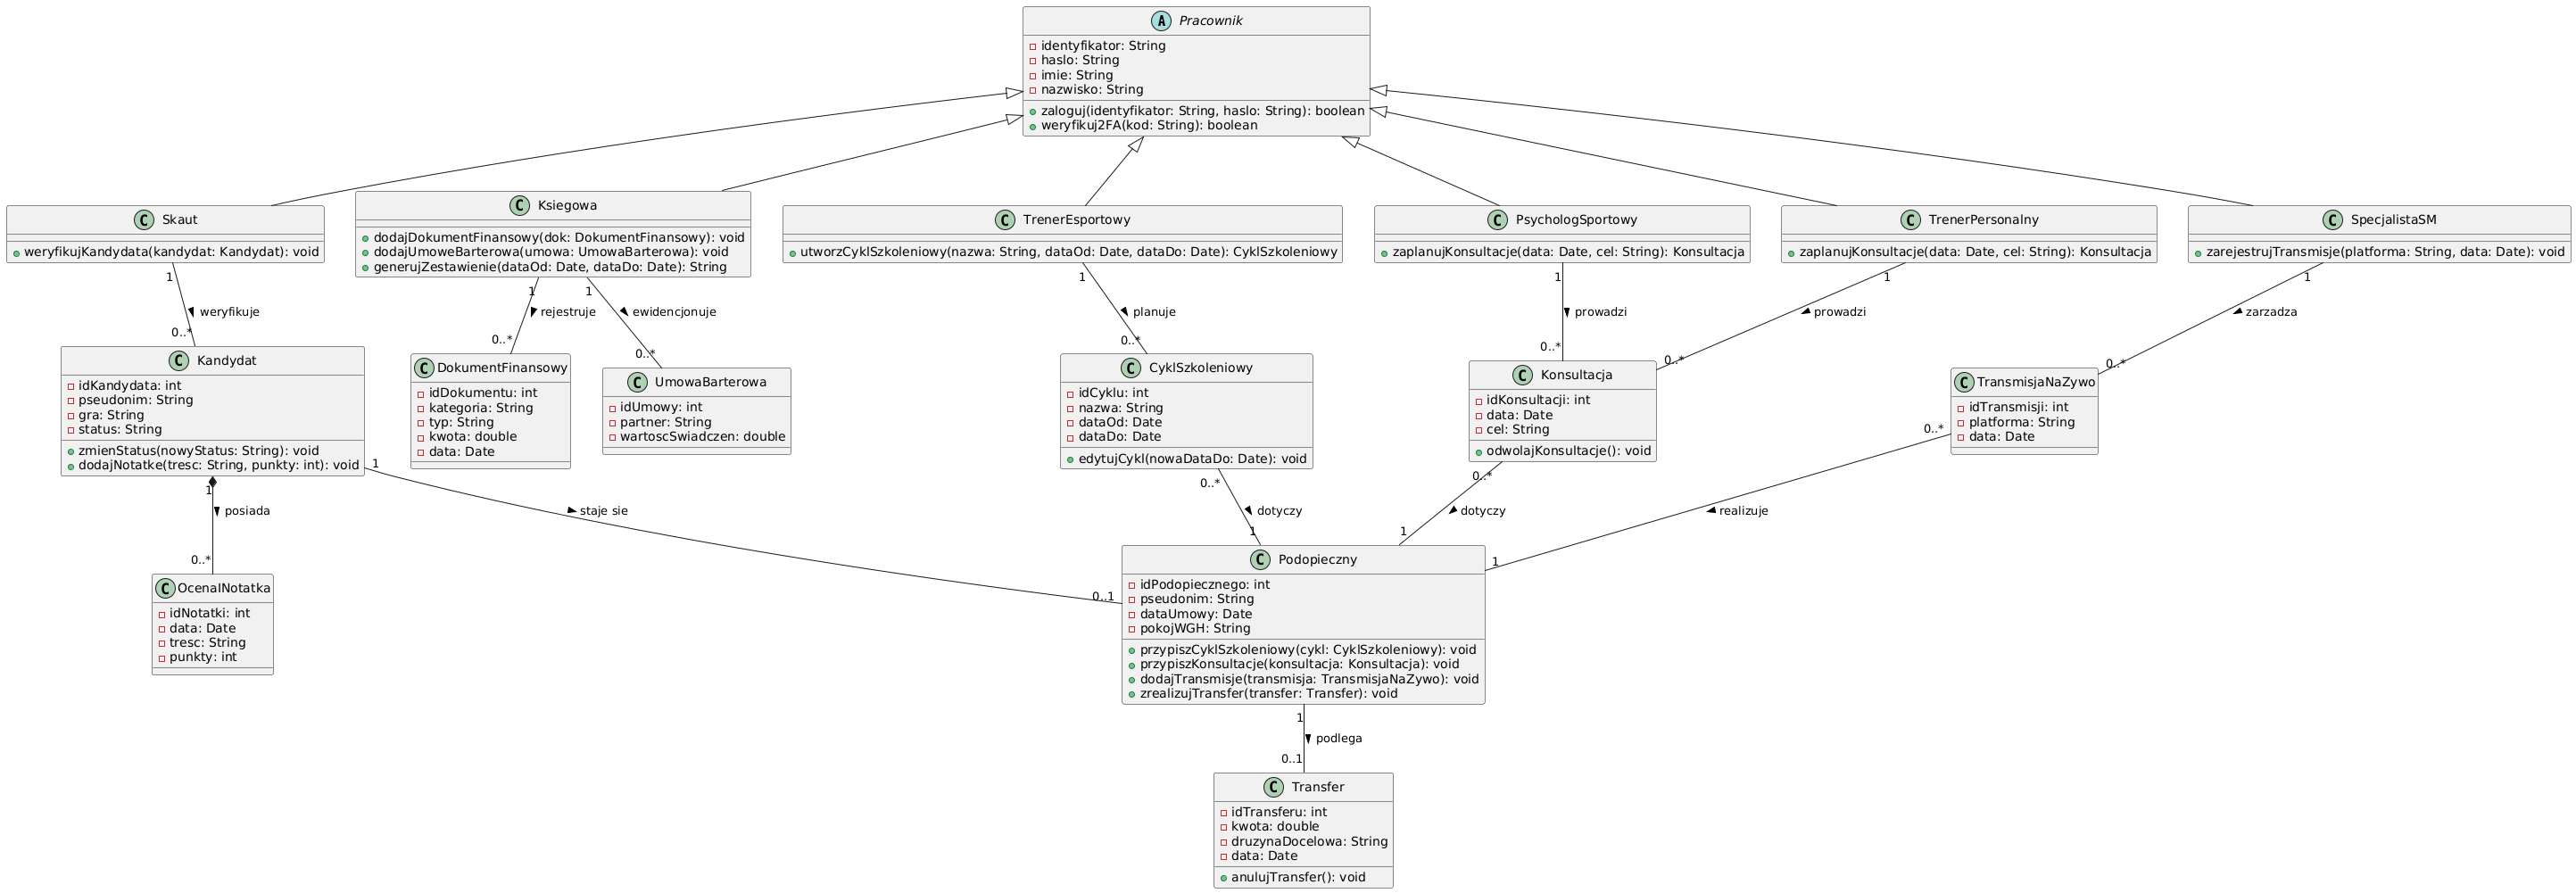 A Pracownik
identyfikator: String
haslo: String
imie: String
nazwisko: String
zaloguj(identyfikator: String, haslo: String): boolean
weryfikuj2FA(kod: String): boolean
C Skaut
weryfikujKandydata(kandydat: Kandydat): void
C Ksiegowa
dodajDokumentFinansowy(dok: DokumentFinansowy): void
dodajUmoweBarterowa(umowa: UmowaBarterowa): void
generujZestawienie(dataOd: Date, dataDo: Date): String
C TrenerEsportowy
utworzCyklSzkoleniowy(nazwa: String, dataOd: Date, dataDo: Date): CyklSzkoleniowy
C PsychologSportowy
zaplanujKonsultacje(data: Date, cel: String): Konsultacja
C TrenerPersonalny
zaplanujKonsultacje(data: Date, cel: String): Konsultacja
C SpecjalistaSM
zarejestrujTransmisje(platforma: String, data: Date): void
1
weryfikuje
0..*
1
rejestruje
0..*
1
ewidencjonuje
0..*
1
planuje
0..*
1
prowadzi
0..*
1
prowadzi
0..*
1
zarzadza
0..*
C Kandydat
idKandydata: int
pseudonim: String
gra: String
status: String
zmienStatus(nowyStatus: String): void
dodajNotatke(tresc: String, punkty: int): void
C DokumentFinansowy
idDokumentu: int
kategoria: String
typ: String
kwota: double
data: Date
C UmowaBarterowa
idUmowy: int
partner: String
wartoscSwiadczen: double
C CyklSzkoleniowy
idCyklu: int
nazwa: String
dataOd: Date
dataDo: Date
edytujCykl(nowaDataDo: Date): void
C Konsultacja
idKonsultacji: int
data: Date
cel: String
odwolajKonsultacje(): void
C TransmisjaNaZywo
idTransmisji: int
platforma: String
data: Date
1
posiada
0..*
1
staje sie
0..1
0..*
dotyczy
1
0..*
dotyczy
1
0..*
realizuje
1
C OcenaINotatka
idNotatki: int
data: Date
tresc: String
punkty: int
C Podopieczny
idPodopiecznego: int
pseudonim: String
dataUmowy: Date
pokojWGH: String
przypiszCyklSzkoleniowy(cykl: CyklSzkoleniowy): void
przypiszKonsultacje(konsultacja: Konsultacja): void
dodajTransmisje(transmisja: TransmisjaNaZywo): void
zrealizujTransfer(transfer: Transfer): void
1
podlega
0..1
C Transfer
idTransferu: int
kwota: double
druzynaDocelowa: String
data: Date
anulujTransfer(): void